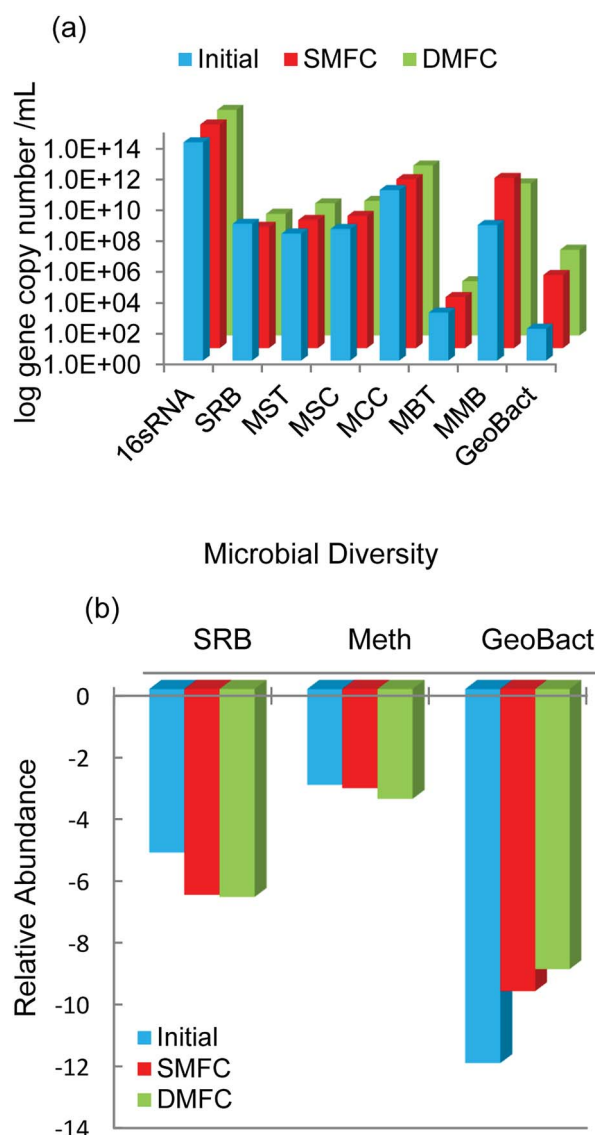 (a)
Initial SMFC DMFC
log gene copy number /mL
1.0E+14
1.0E+12
1.0E+10
1.0E+08
1.0E+06
1.0E+04
1.0E+02
1.0E+00
16sRNA
SRB
MST
MSC
MCC
MBT
MMB
GeoBact
Microbial Diversity
(b)
SRB Meth GeoBact
Relative Abundance
0
-2
-4
-6
-8
-10
-12
-14
Initial
SMFC
DMFC